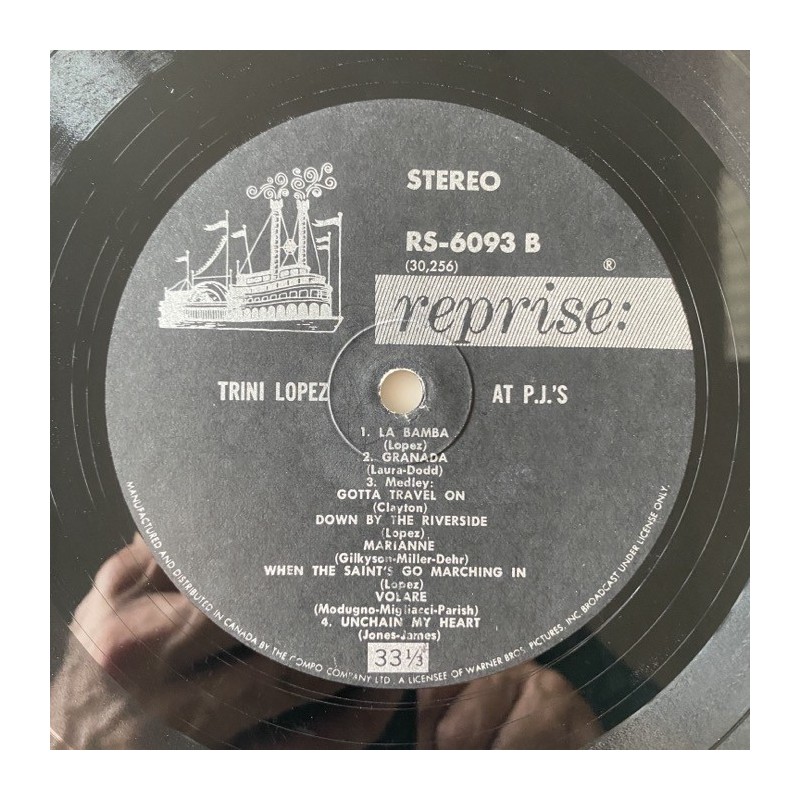 STEREO
RS-6093 B
(30,256)
®
reprise:
TRINI LOPEZ AT P.J.'S
1. LA BAMBA
(Lopez)
2. GRANADA
(Laura-Dodd)
3. Medley:
GOTTA TRAVEL ON
(Clayton)
DOWN BY THE RIVERSIDE
(Lopez)
MARIANNE
(Gilkyson-Miller-Dehr)
WHEN THE SAINT'S GO MARCHING IN
(Lopez)
VOLARE
(Modugno-Migliacci-Parish)
4. UNCHAIN MY HEART
(Jones-James)
33⅓
MANUFACTURED AND DISTRIBUTED IN CANADA BY THE COMPO COMPANY LTD., A LICENSEE OF WARNER BROS. PICTURES, INC. BROADCAST UNDER LICENSE ONLY.